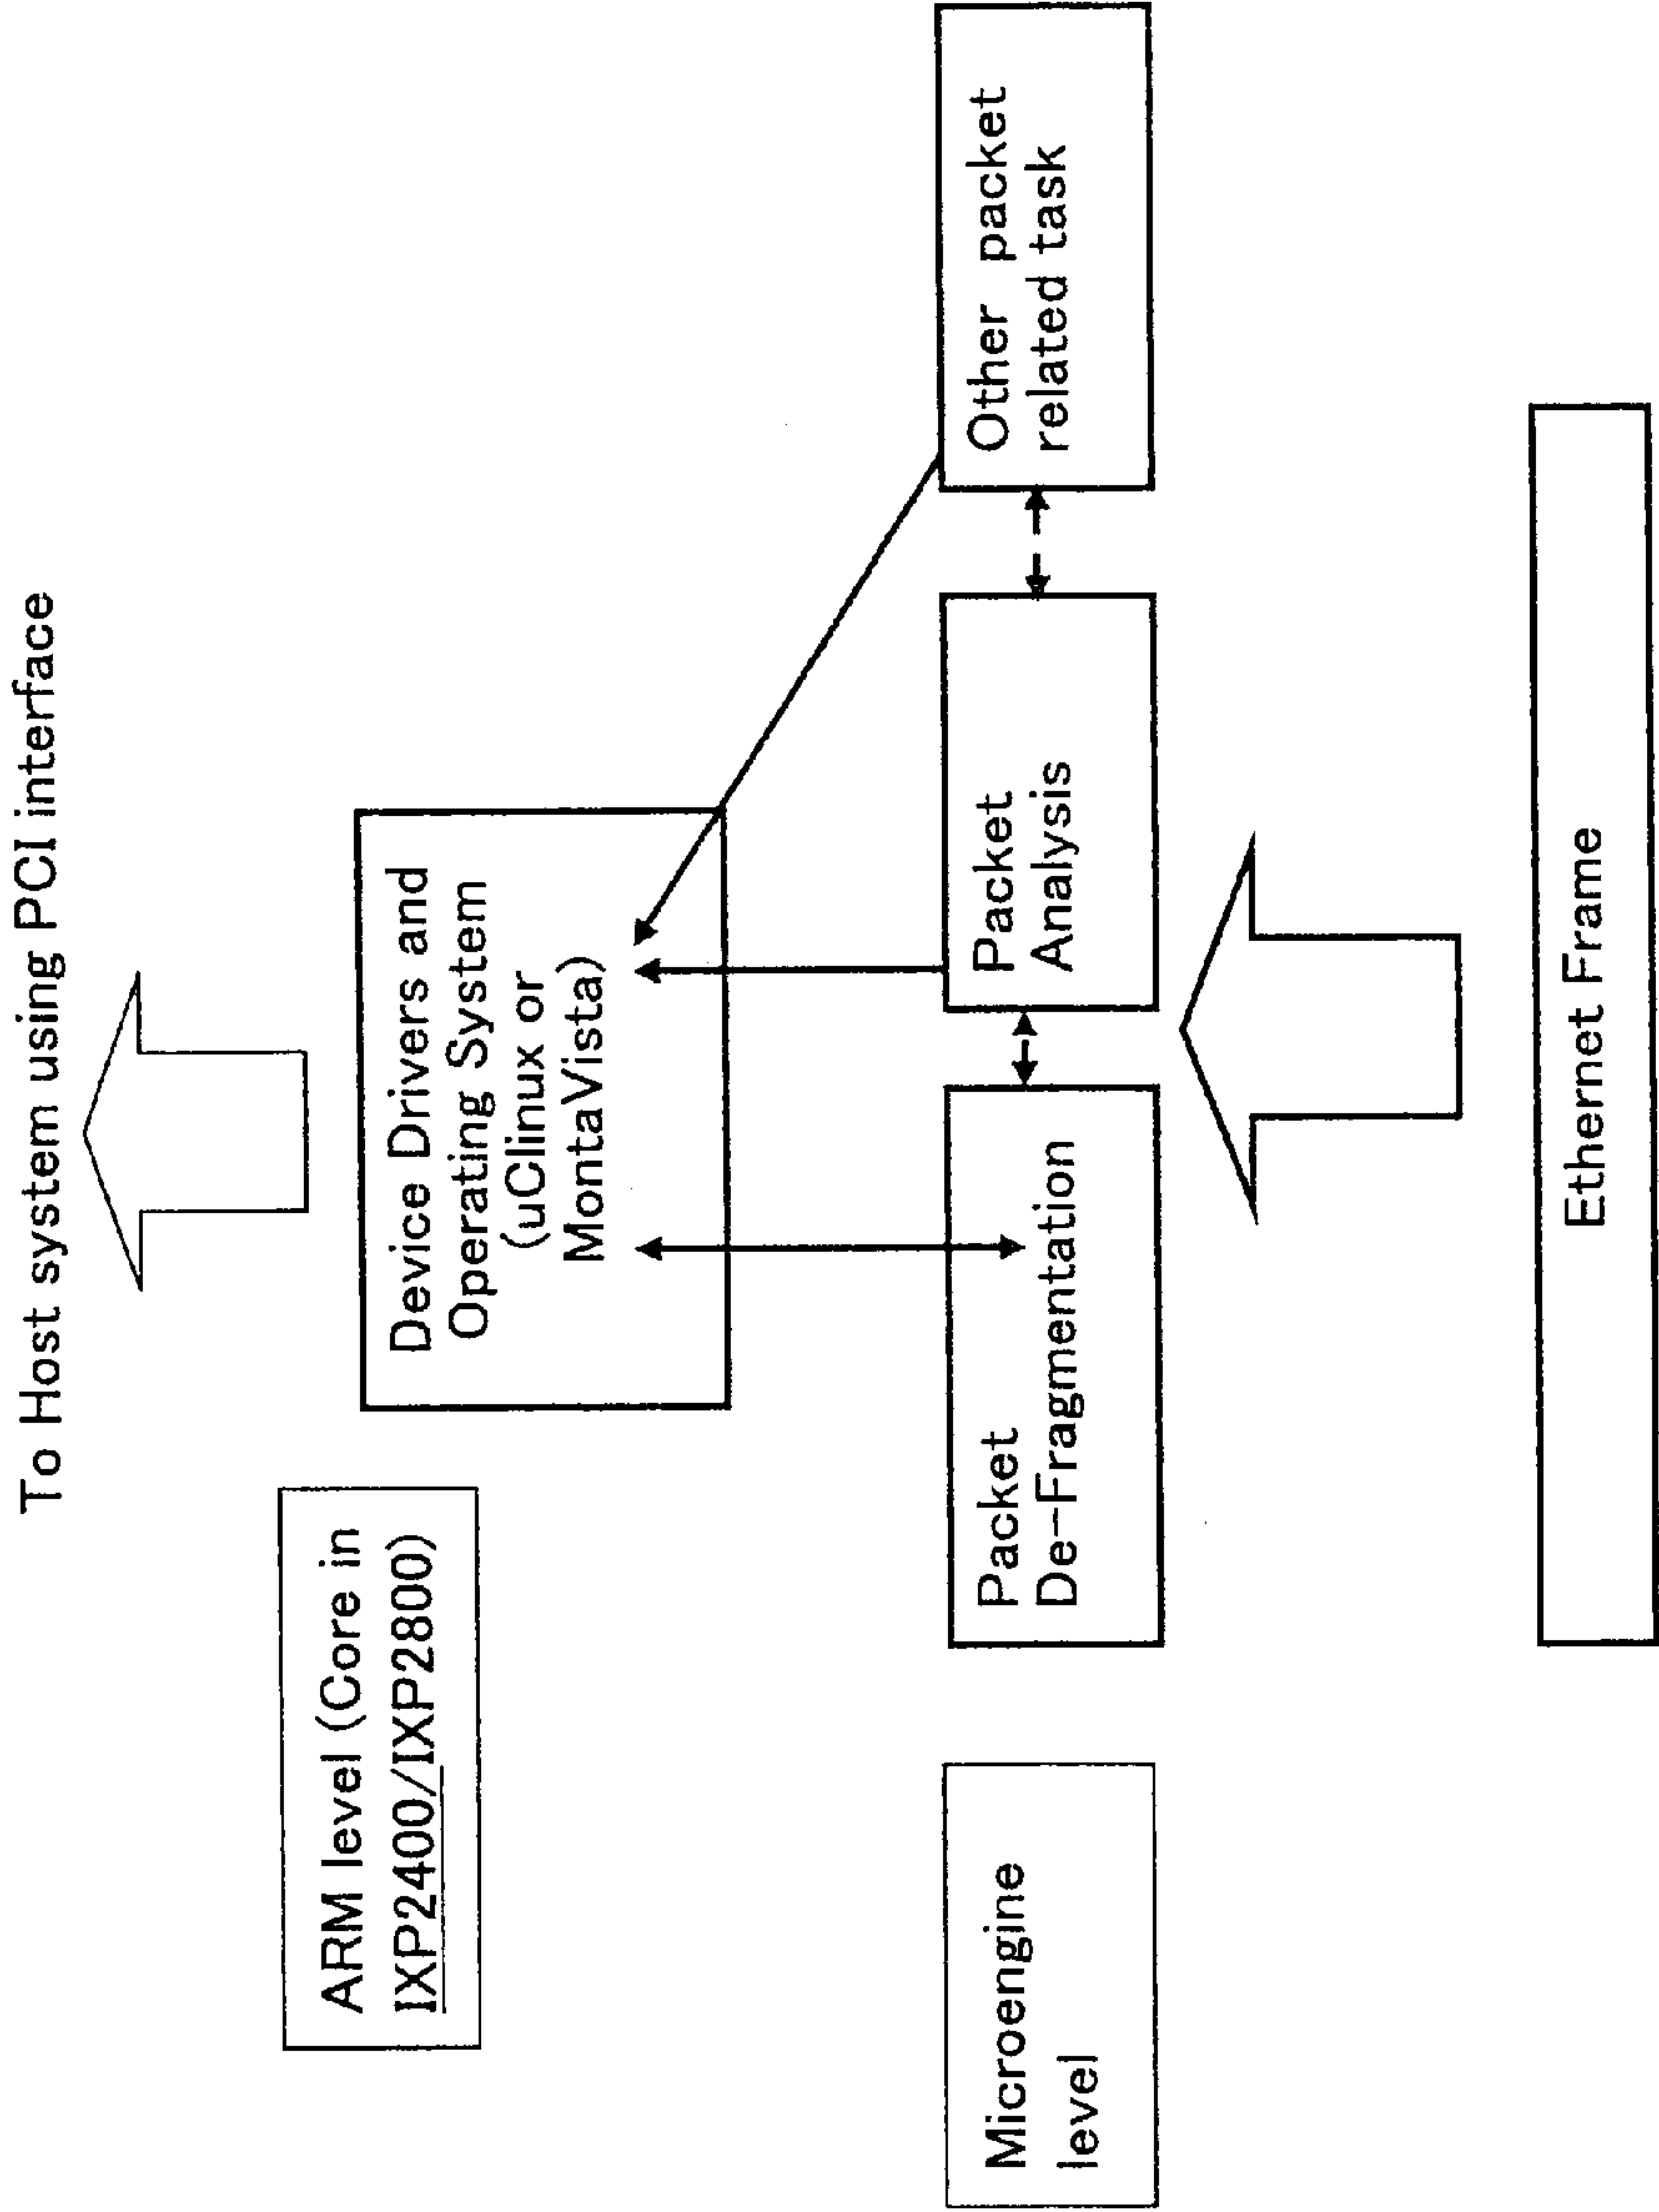 To Host system using PCI interface
ARM level (Core in
IXP2400/IXP2800)
Device Drivers and
Operating System
(uClinux or
MontaVista)
Microengine
level
Packet
De-Fragmentation
Packet
Analysis
Other packet
related task
Ethernet Frame